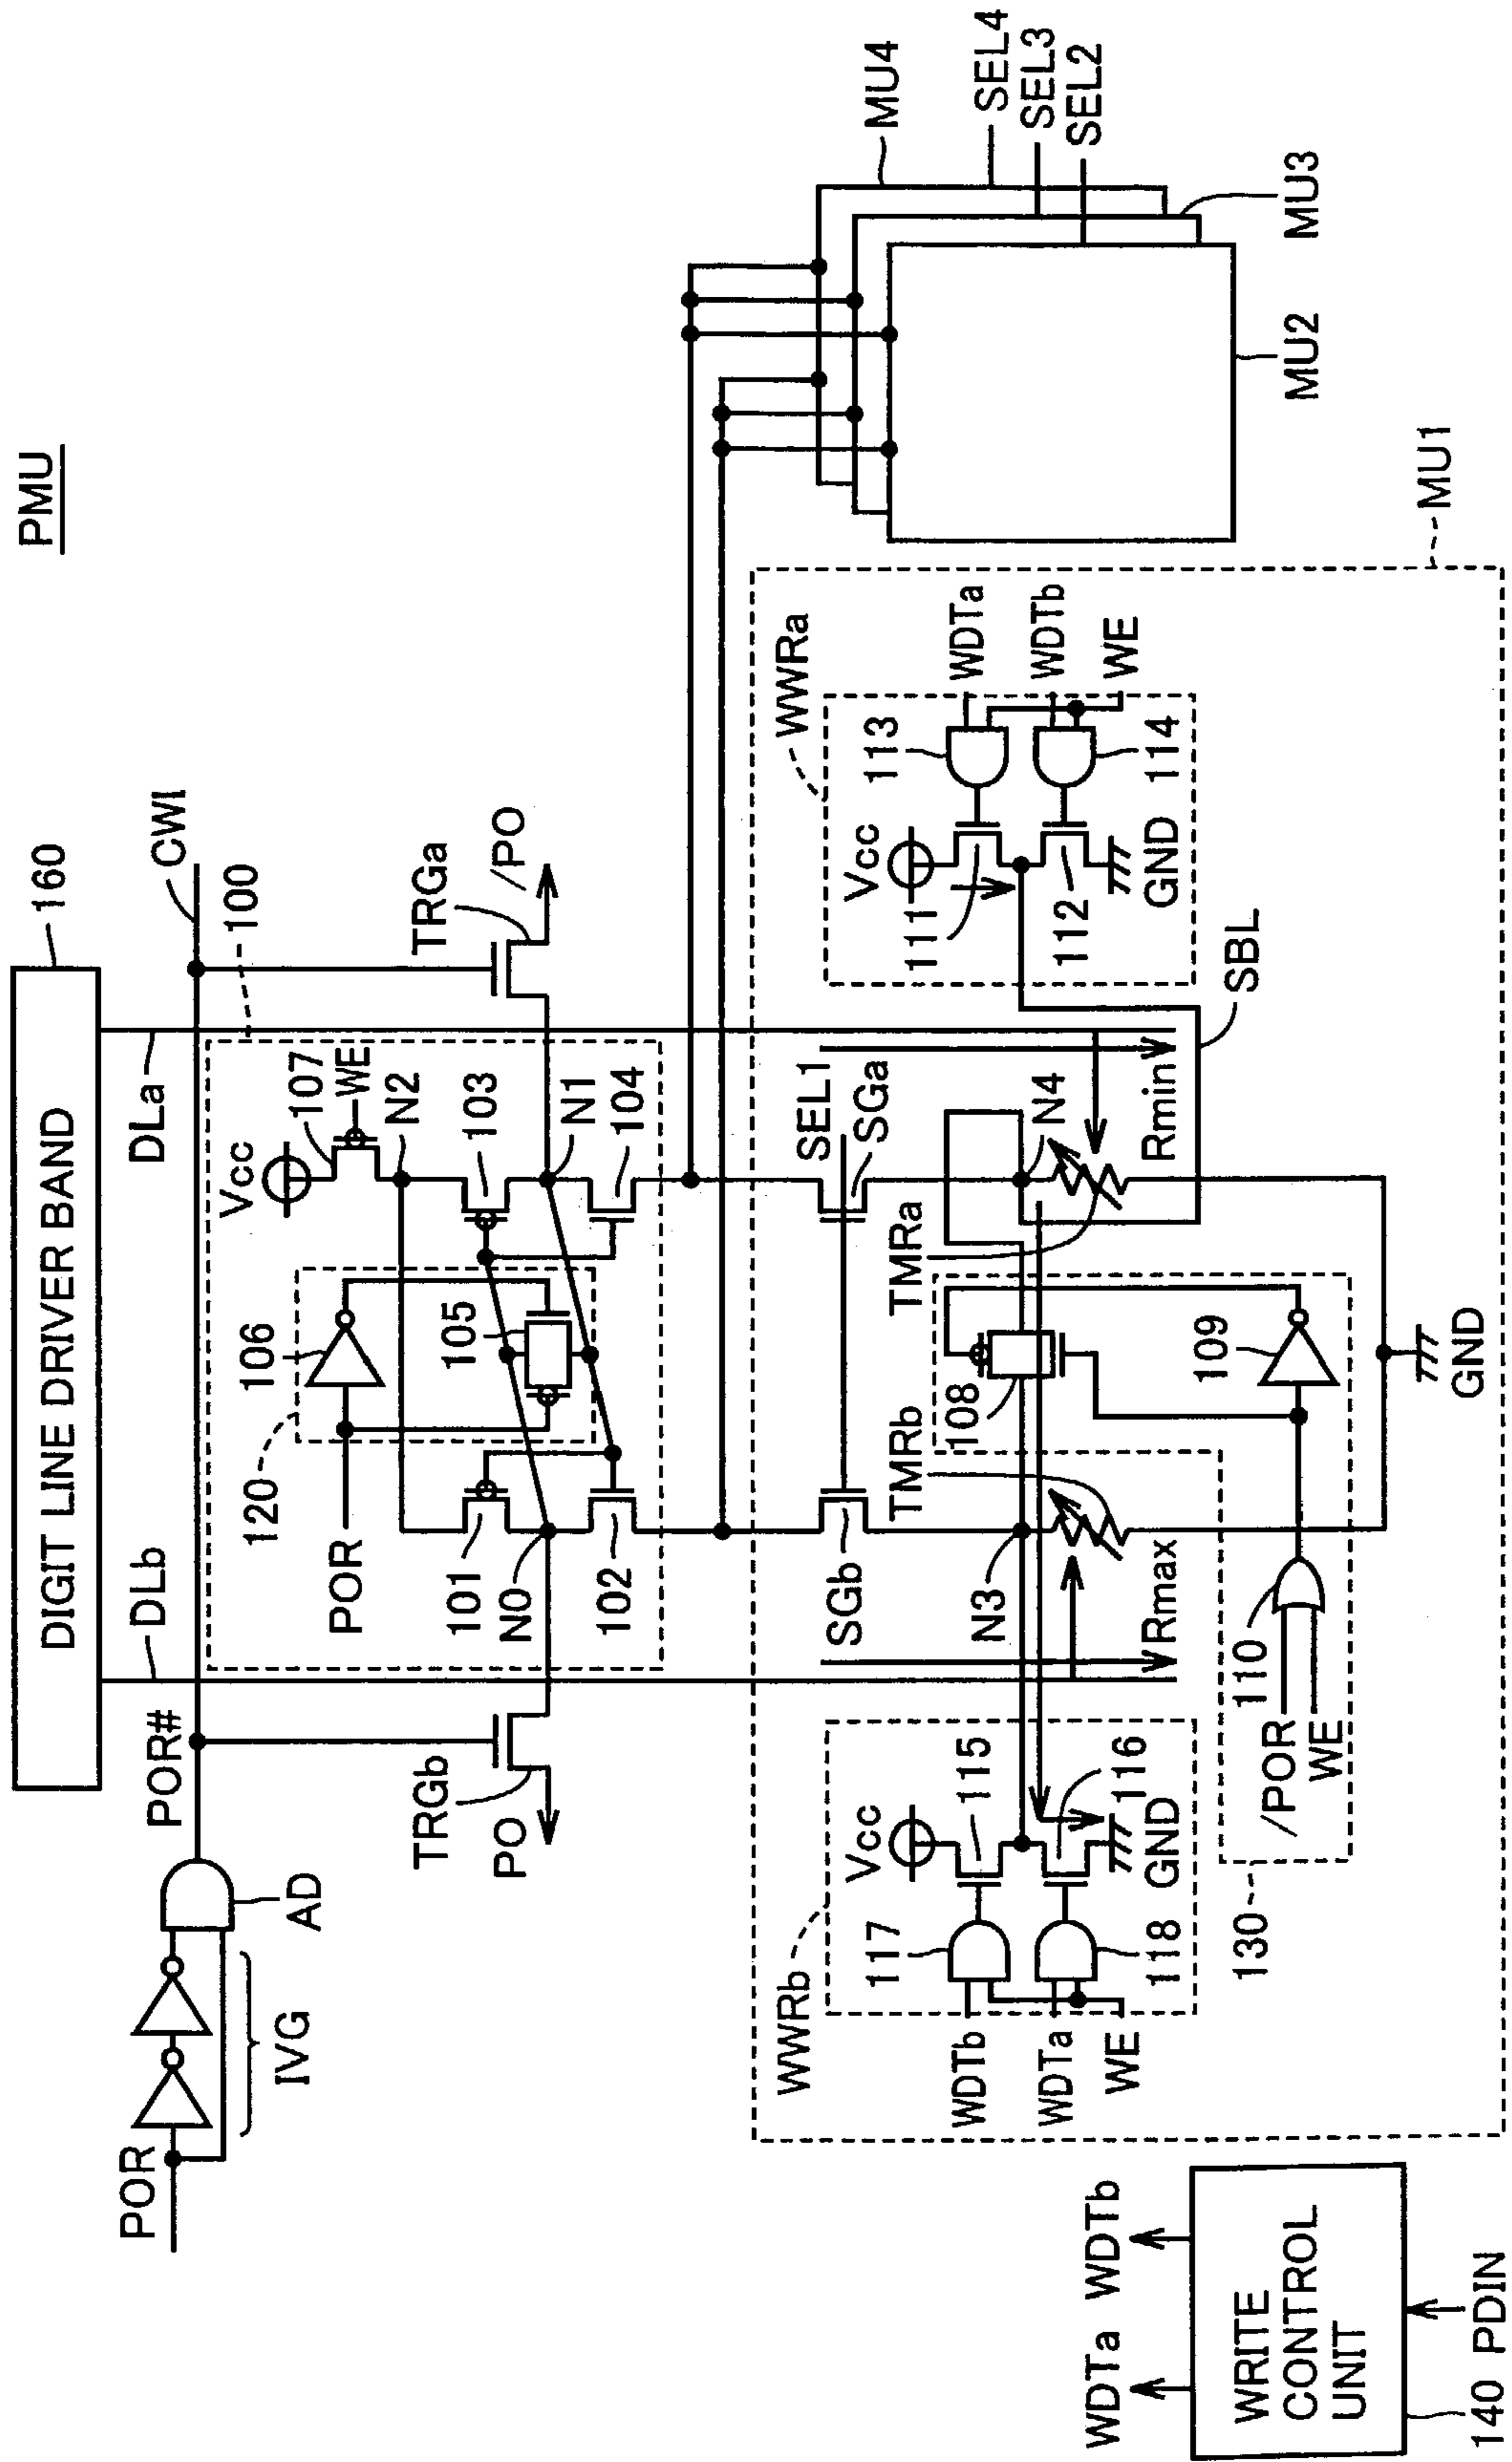 PMU
DIGIT LINE DRIVER BAND
160
POR
IVG
AD
POR#
CWL
DLb
DLa
100
120
POR
106
105
Vcc
107
WE
N2
101
103
N0
N1
102
104
TRGb
PO
TRGa
/PO
MU4
SEL4
SEL3
SEL2
MU3
MU2
MU1
SGb
SEL1
SGa
N3
N4
TMRb
TMRa
Rmax
Rmin
108
109
110
/POR
WE
130
GND
SBL
WWRb
Vcc
115
116
GND
117
118
WDTb
WDTa
WE
WWRa
Vcc
111
112
GND
113
114
WDTa
WDTb
WE
WDTa
WDTb
WRITE
CONTROL
UNIT
140
PDIN